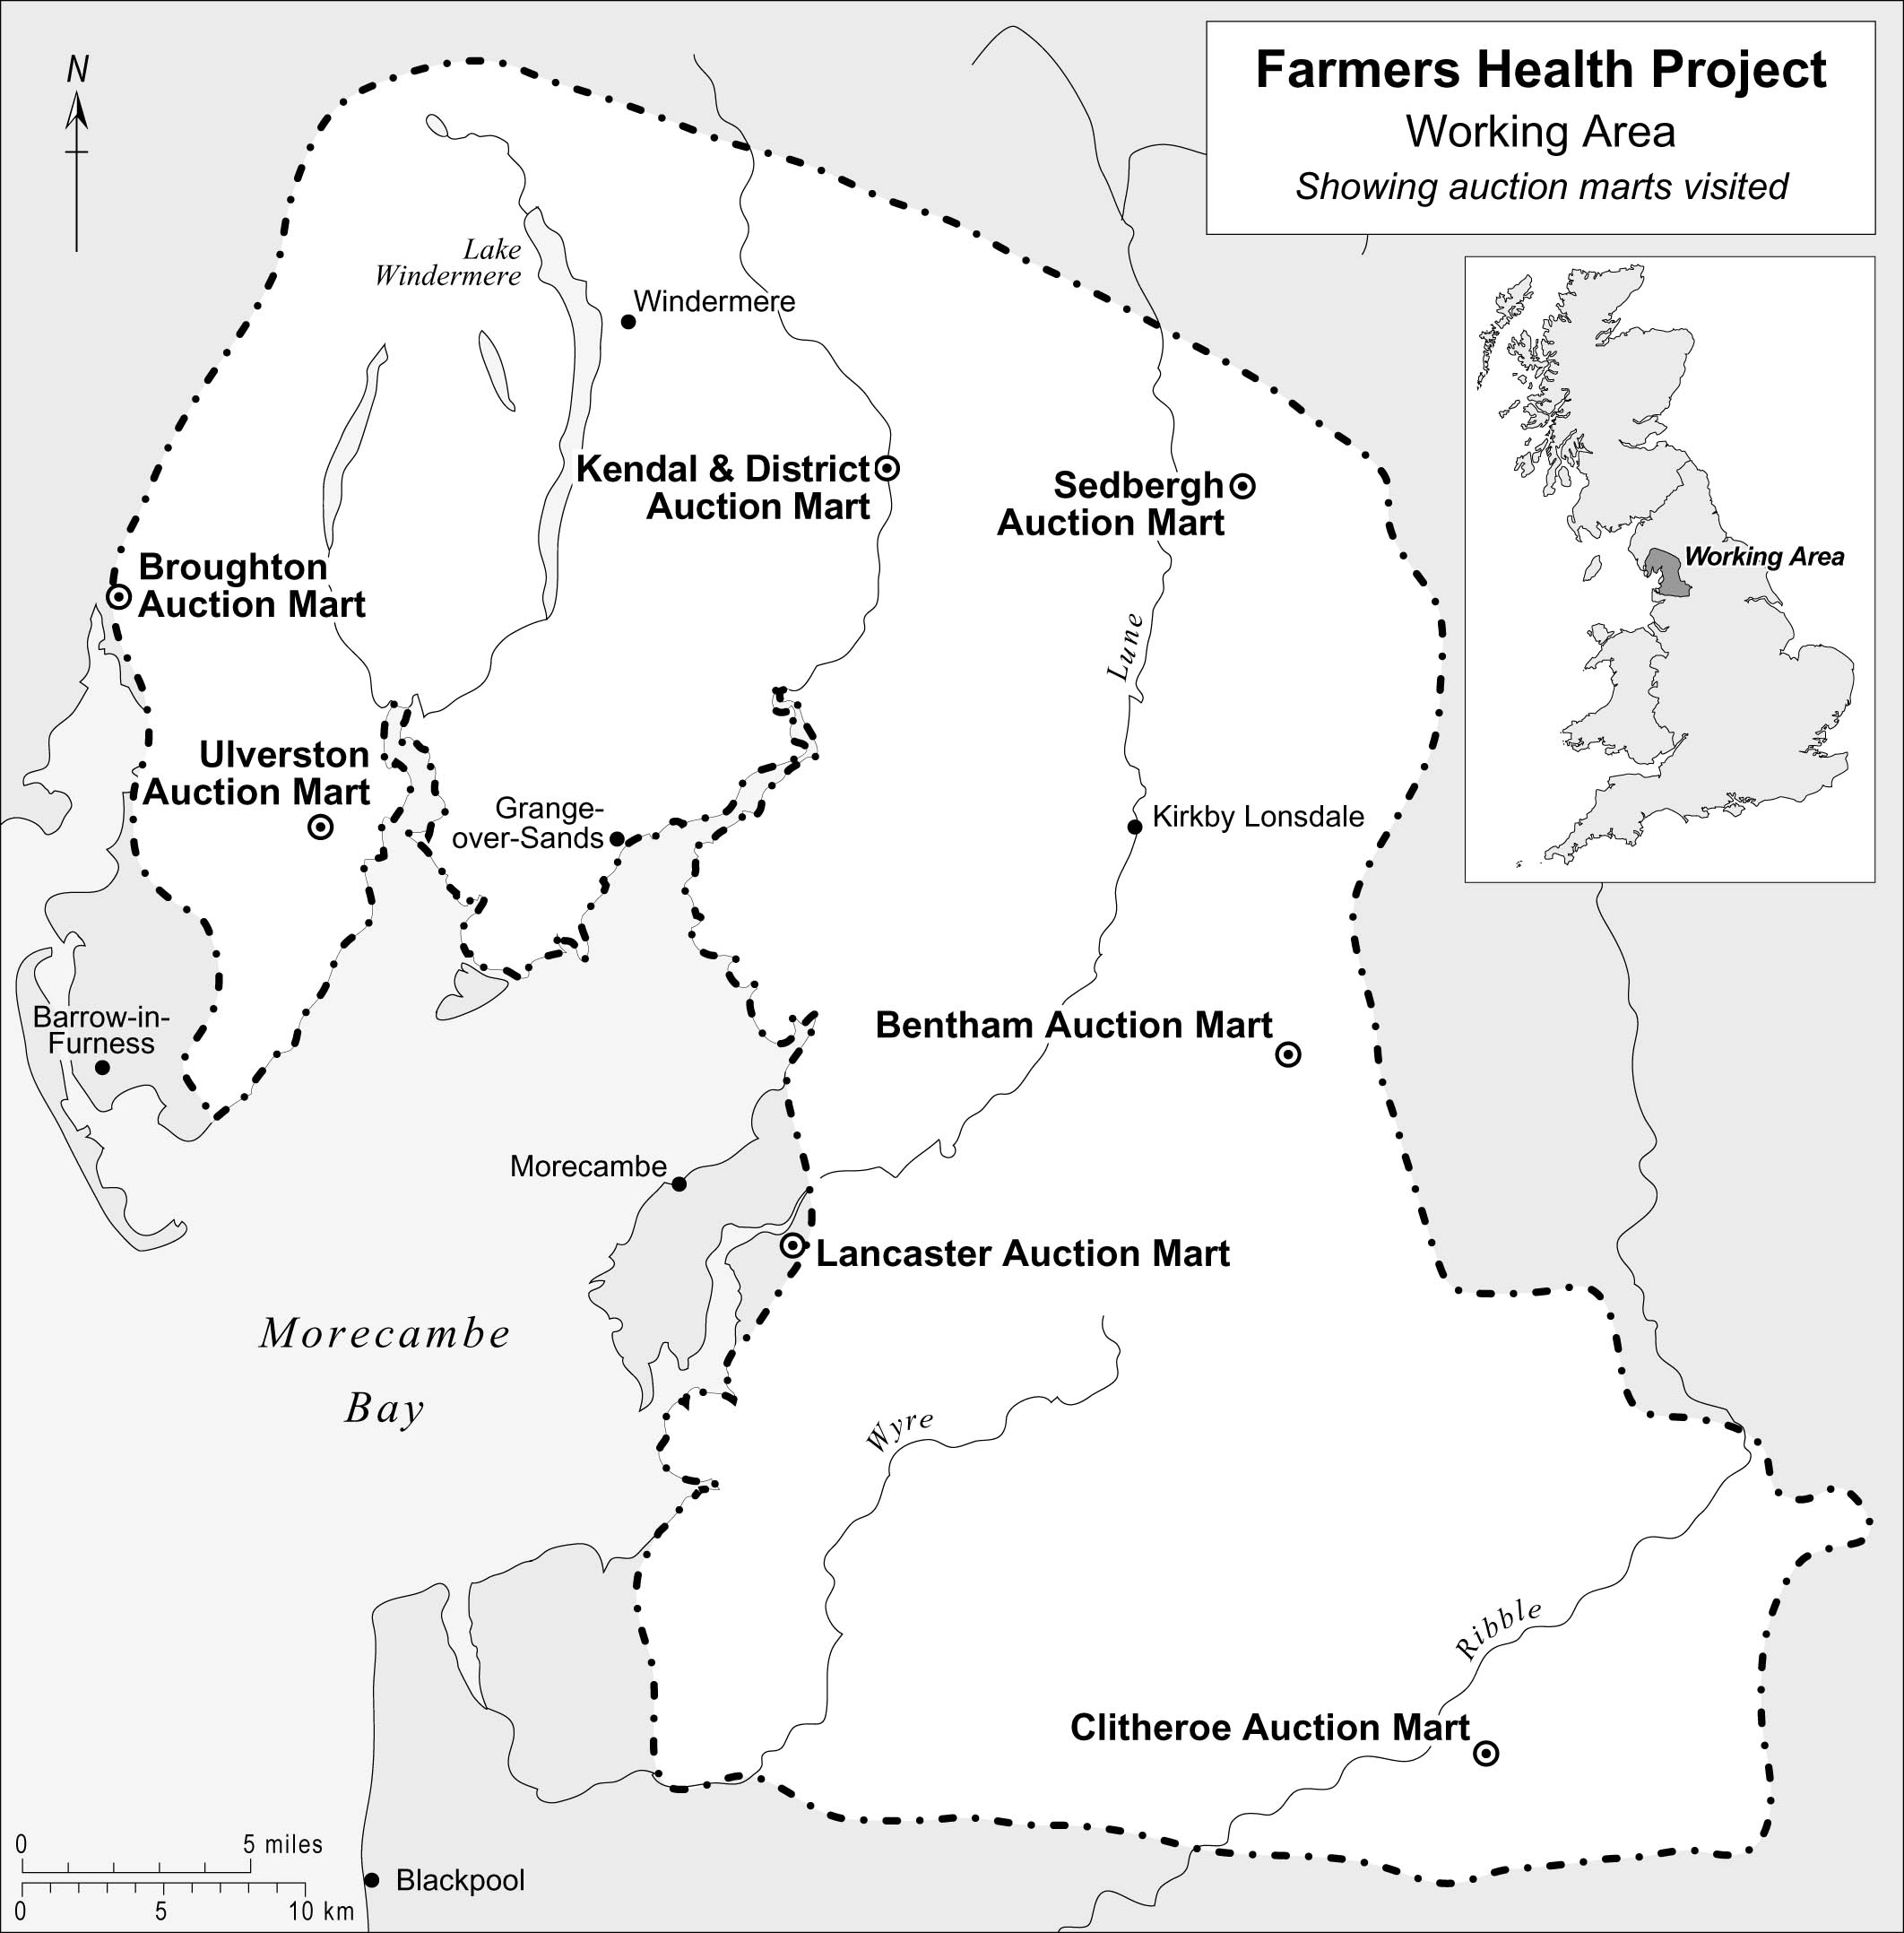 Farmers Health Project
Working Area
Showing auction marts visited
N
Lake
Windermere
Windermere
Kendal & District
Auction Mart
Sedbergh
Auction Mart
Working Area
Broughton
Auction Mart
Lune
Ulverston
Auction Mart
Grange-
over-Sands
Kirkby Lonsdale
Barrow-in-
Furness
Bentham Auction Mart
Morecambe
Lancaster Auction Mart
Morecambe
Bay
Wyre
Ribble
Clitheroe Auction Mart
0 5 miles
0 5 10 km
Blackpool